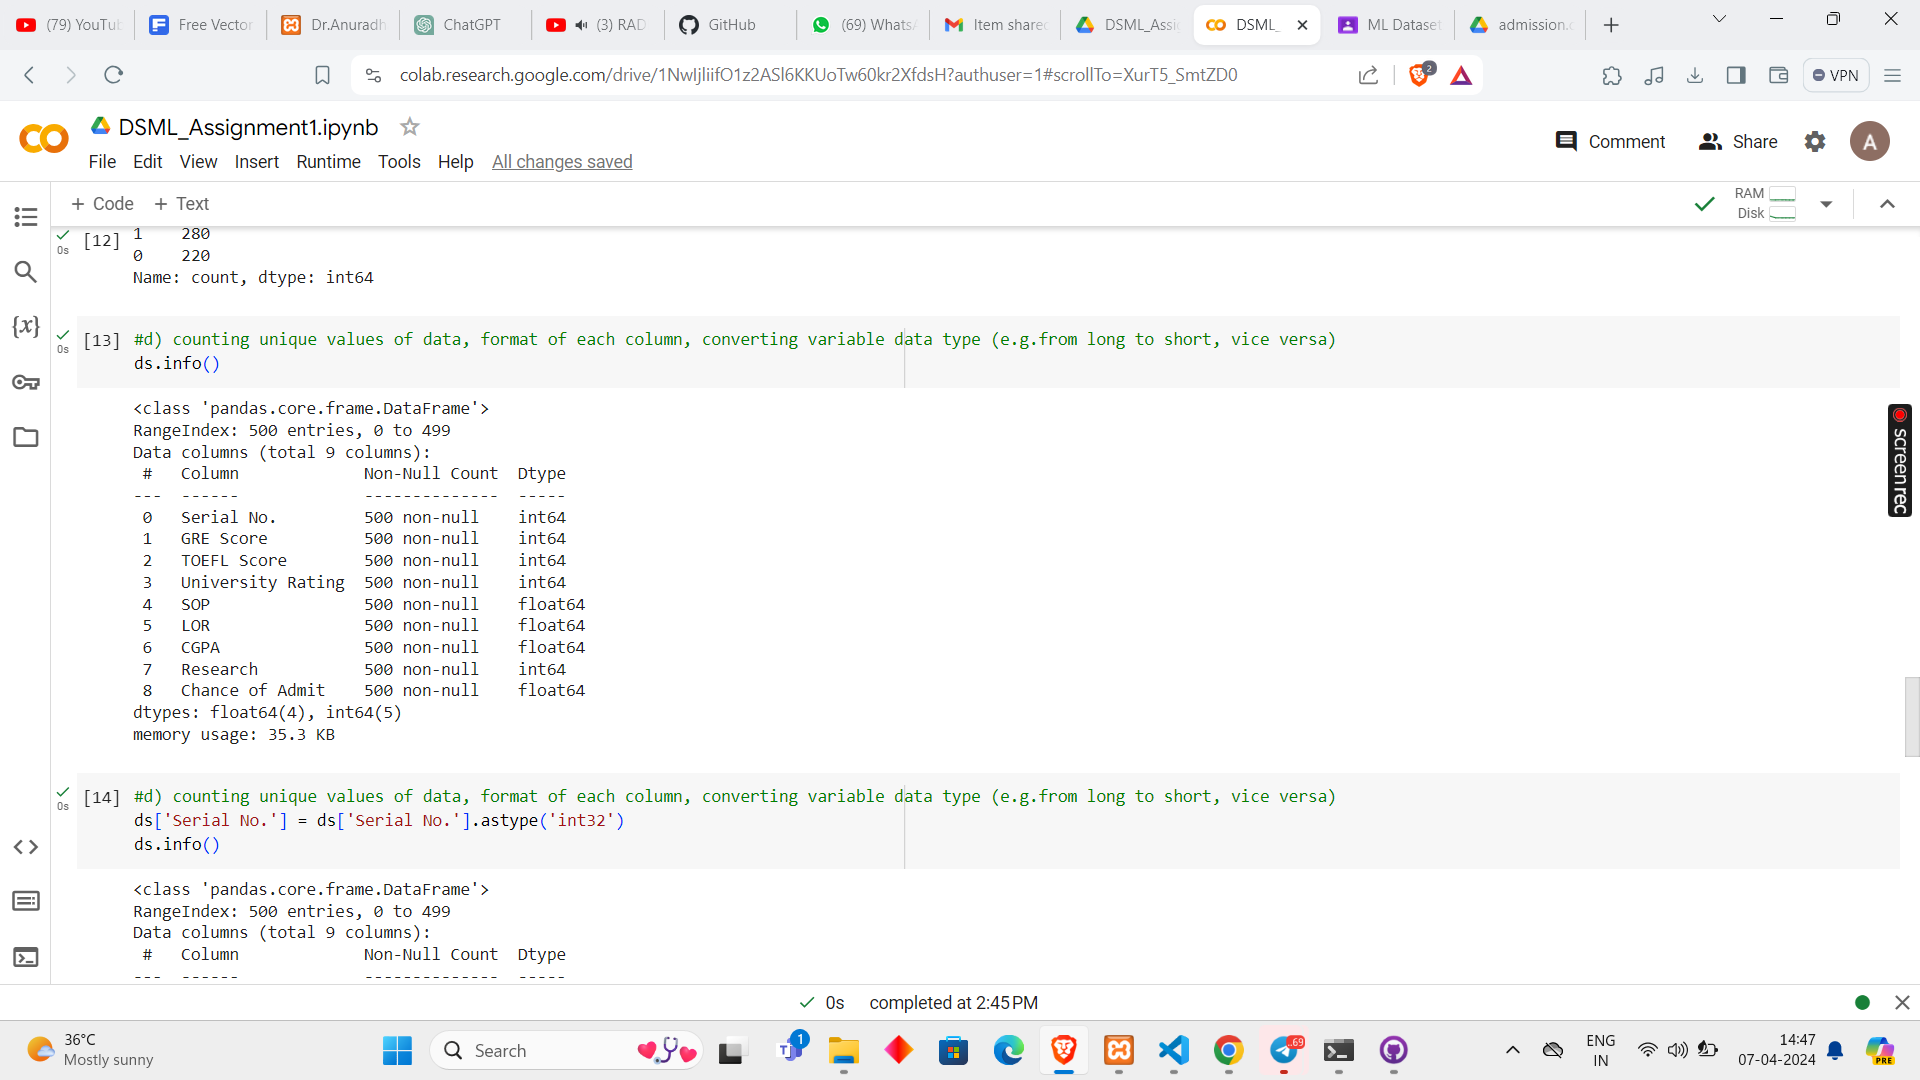 (79) YouTub
Free Vector
Dr.Anuradh
ChatGPT
(3) RAD
GitHub
(69) WhatsA
Item share
DSML_Assig
DSML_
ML Dataset
admission.c
colab.research.google.com/drive/1NwIjliifO1z2ASl6KKUoTw60kr2XfdsH?authuser=1#scrollTo=XurT5_SmtZD0
2
VPN
DSML_Assignment1.ipynb
File Edit View Insert Runtime Tools Help All changes saved
Comment
Share
A
+ Code + Text
RAM
Disk
0s
[12]
1 280
0 220
Name: count, dtype: int64
0s
[13]
#d) counting unique values of data, format of each column, converting variable data type (e.g.from long to short, vice versa)
ds.info()
<class 'pandas.core.frame.DataFrame'>
RangeIndex: 500 entries, 0 to 499
Data columns (total 9 columns):
# Column Non-Null Count Dtype
--- ------ -------------- -----
0 Serial No. 500 non-null int64
1 GRE Score 500 non-null int64
2 TOEFL Score 500 non-null int64
3 University Rating 500 non-null int64
4 SOP 500 non-null float64
5 LOR 500 non-null float64
6 CGPA 500 non-null float64
7 Research 500 non-null int64
8 Chance of Admit 500 non-null float64
dtypes: float64(4), int64(5)
memory usage: 35.3 KB
0s
[14]
#d) counting unique values of data, format of each column, converting variable data type (e.g.from long to short, vice versa)
ds['Serial No.'] = ds['Serial No.'].astype('int32')
ds.info()
<class 'pandas.core.frame.DataFrame'>
RangeIndex: 500 entries, 0 to 499
Data columns (total 9 columns):
# Column Non-Null Count Dtype
--- ------ -------------- -----
{x}
screenrec
0s completed at 2:45 PM
36°C
Mostly sunny
Search
1
..69
ENG
IN
14:47
07-04-2024
PRE